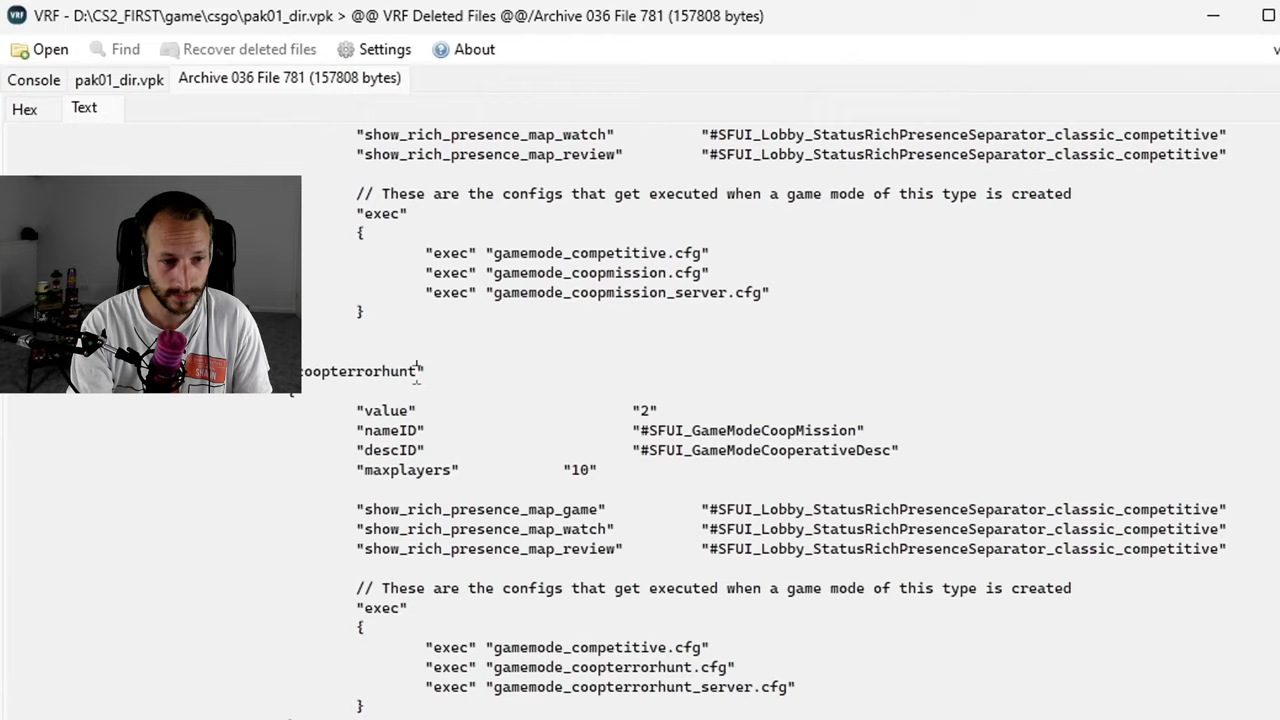 VRF - D:\CS2_FIRST\game\csgo\pak01_dir.vpk > @@ VRF Deleted Files @@/Archive 036 File 781 (157808 bytes)
Open Find Recover deleted files Settings About
Console pak01_dir.vpk Archive 036 File 781 (157808 bytes)
Hex Text
"show_rich_presence_map_watch" "#SFUI_Lobby_StatusRichPresenceSeparator_classic_competitive"
"show_rich_presence_map_review" "#SFUI_Lobby_StatusRichPresenceSeparator_classic_competitive"
// These are the configs that get executed when a game mode of this type is created
"exec"
{
"exec" "gamemode_competitive.cfg"
"exec" "gamemode_coopmission.cfg"
"exec" "gamemode_coopmission_server.cfg"
}
coopterrorhunt"
{
"value" "2"
"nameID" "#SFUI_GameModeCoopMission"
"descID" "#SFUI_GameModeCooperativeDesc"
"maxplayers" "10"
"show_rich_presence_map_game" "#SFUI_Lobby_StatusRichPresenceSeparator_classic_competitive"
"show_rich_presence_map_watch" "#SFUI_Lobby_StatusRichPresenceSeparator_classic_competitive"
"show_rich_presence_map_review" "#SFUI_Lobby_StatusRichPresenceSeparator_classic_competitive"
// These are the configs that get executed when a game mode of this type is created
"exec"
{
"exec" "gamemode_competitive.cfg"
"exec" "gamemode_coopterrorhunt.cfg"
"exec" "gamemode_coopterrorhunt_server.cfg"
}